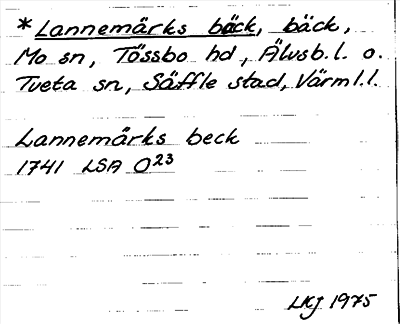 *Lannemärks bäck, bäck,
Mo sn, Tössbo hd, Älvsb.l. o.
Tveta sn, Säffle stad, Värml.l.
Lannemärks beck
1741 LSA O²³
LKJ 1975